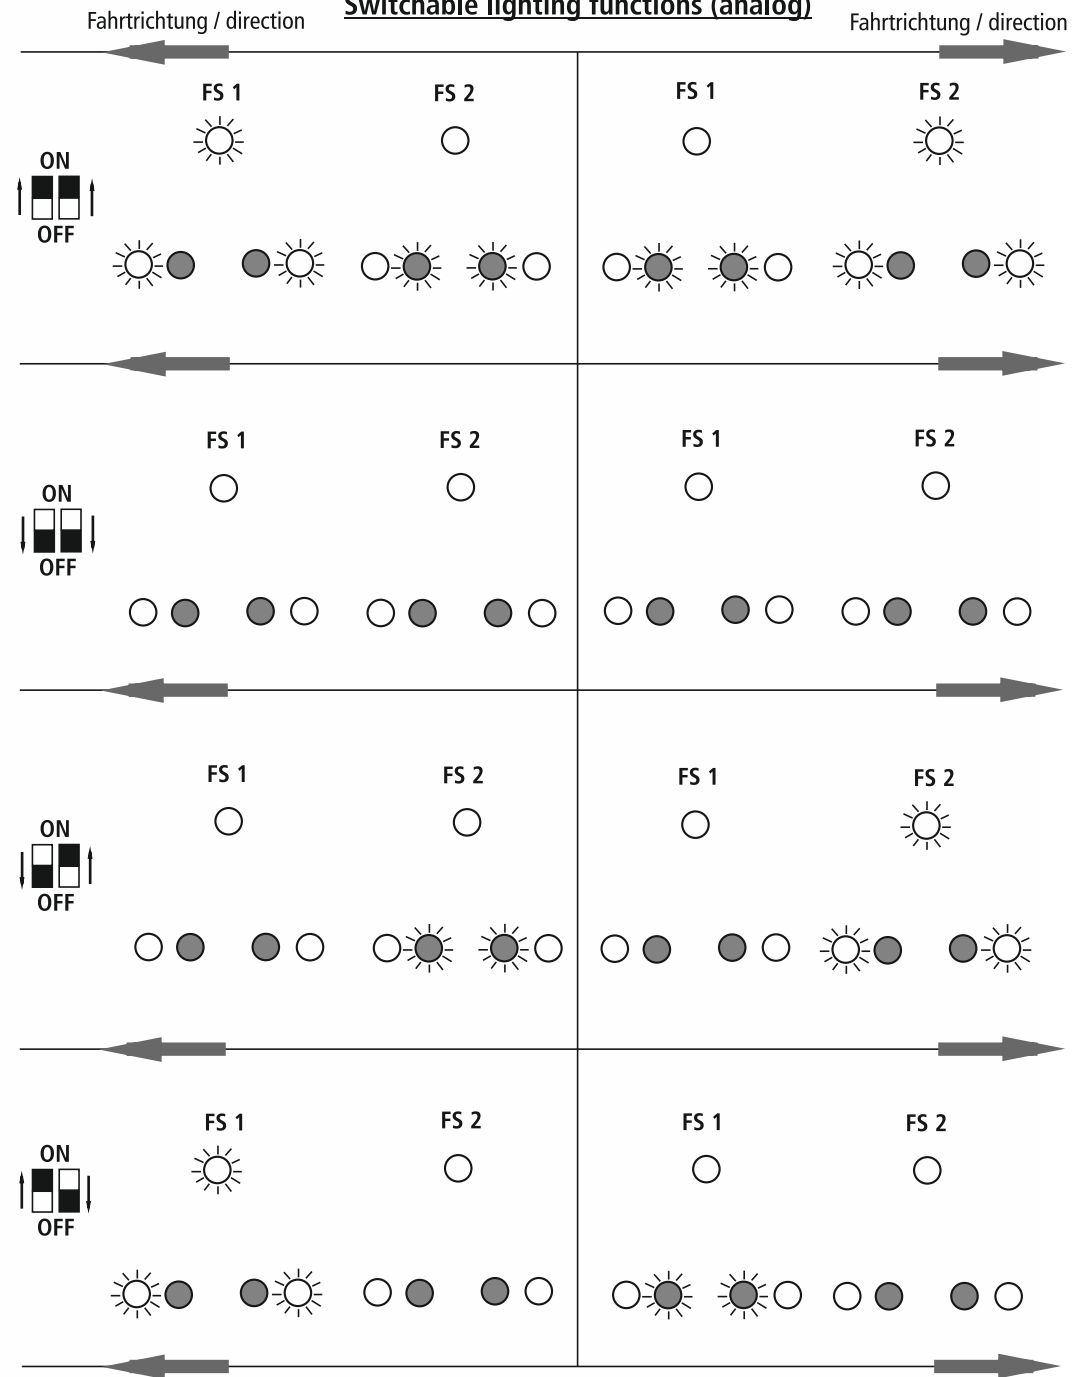 Switchable lighting functions (analog)
Fahrtrichtung / direction
Fahrtrichtung / direction
FS 1
FS 2
FS 1
FS 2
ON
OFF
FS 1
FS 2
FS 1
FS 2
ON
OFF
FS 1
FS 2
FS 1
FS 2
ON
OFF
FS 1
FS 2
FS 1
FS 2
ON
OFF